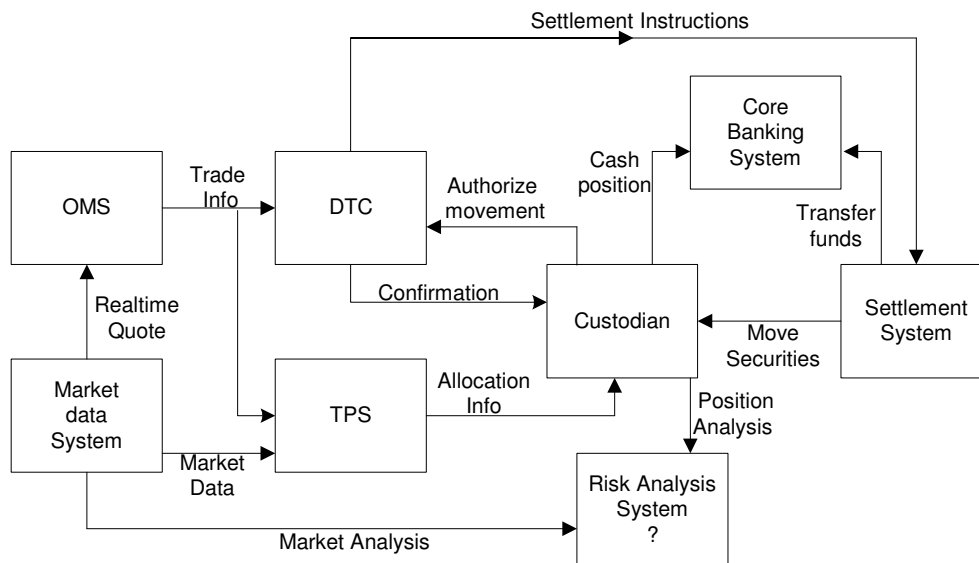 Settlement Instructions
Core
Banking
System
Cash
position
Trade
Info
OMS
DTC
Authorize
movement
Transfer
funds
Realtime
Quote
Confirmation
Custodian
Settlement
System
Move
Securities
Market
data
System
TPS
Allocation
Info
Position
Analysis
Market
Data
Risk Analysis
System
?
Market Analysis